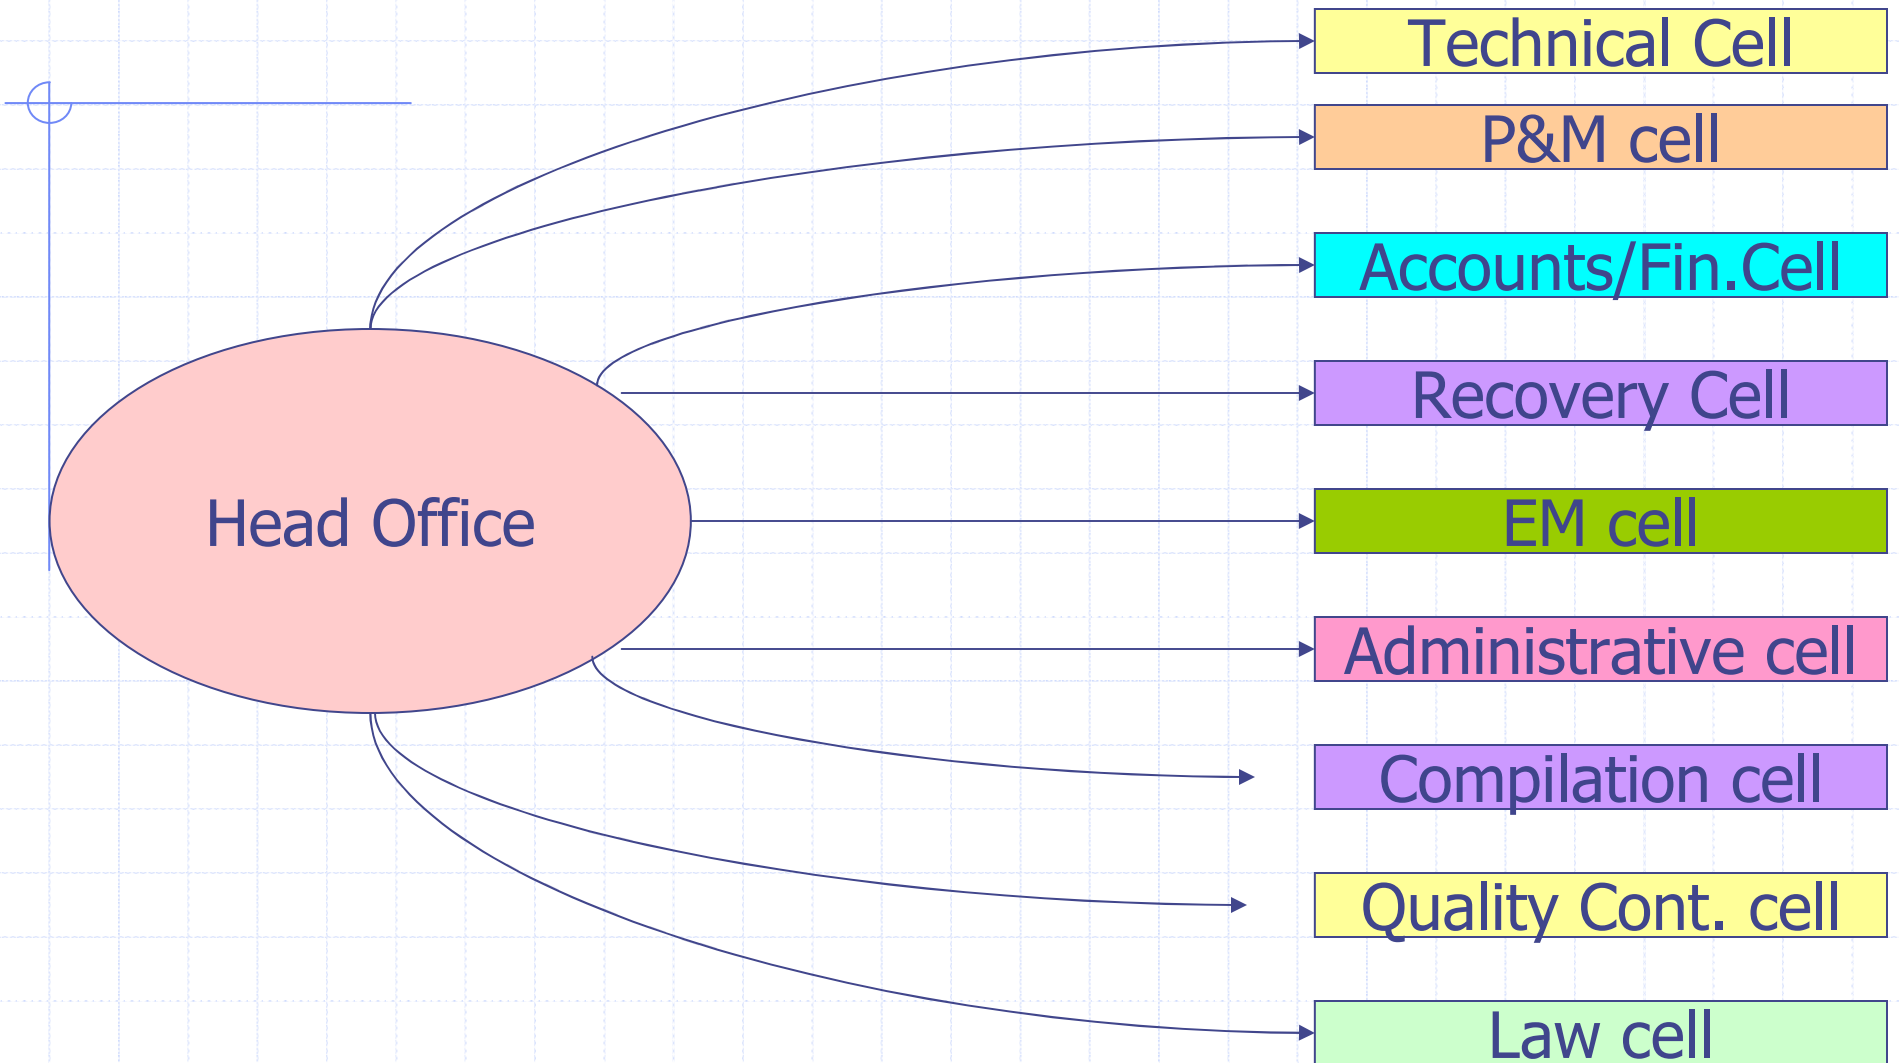 Technical Cell
P&M cell
Accounts/Fin.Cell
Recovery Cell
Head Office
EM cell
Administrative cell
Compilation cell
Quality Cont. cell
Law cell